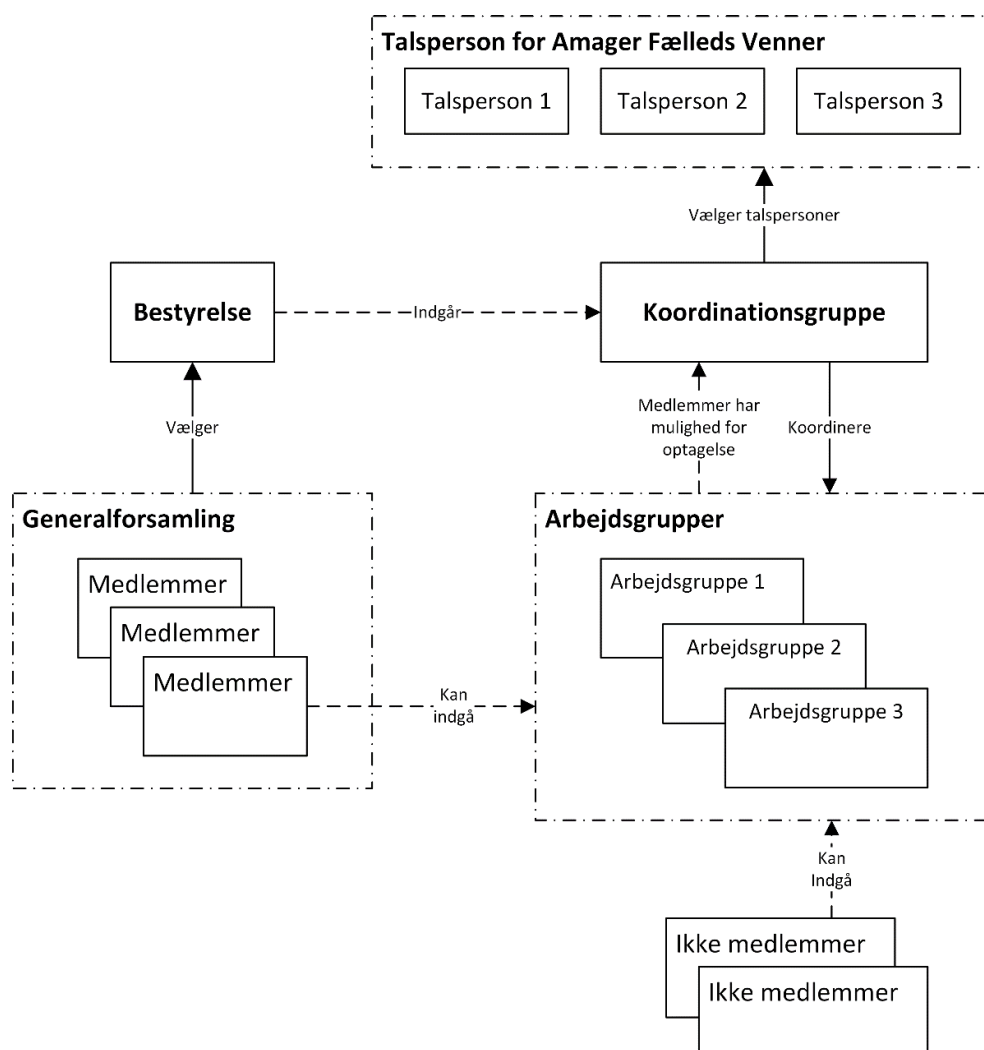 Talsperson for Amager Fælleds Venner
Talsperson 1
Talsperson 2
Talsperson 3
Vælger talspersoner
Bestyrelse
Indgår
Koordinationsgruppe
Vælger
Medlemmer har
mulighed for
optagelse
Koordinere
Generalforsamling
Medlemmer
Medlemmer
Medlemmer
Kan
indgå
Arbejdsgrupper
Arbejdsgruppe 1
Arbejdsgruppe 2
Arbejdsgruppe 3
Kan
Indgå
Ikke medlemmer
Ikke medlemmer